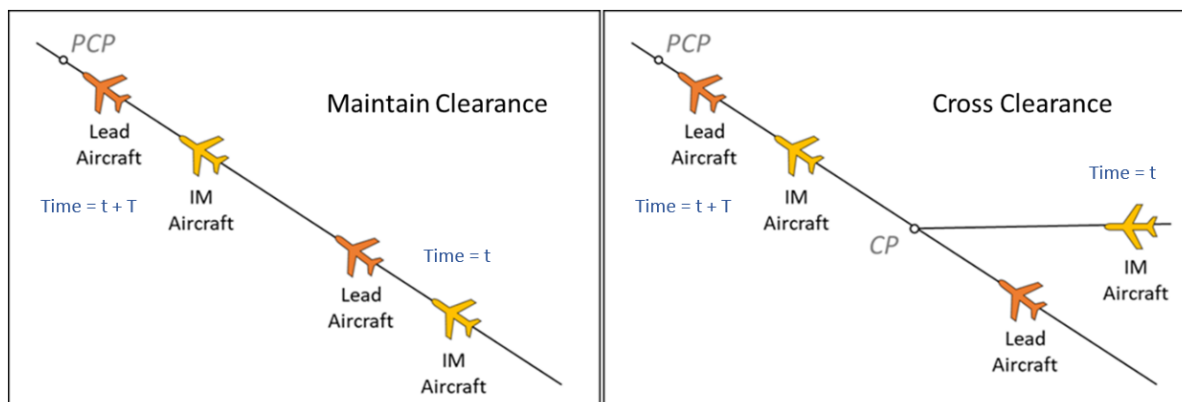 PCP
Maintain Clearance
Lead
Aircraft
IM
Aircraft
Time = t + T
Time = t
Lead
Aircraft
IM
Aircraft
PCP
Cross Clearance
Lead
Aircraft
IM
Aircraft
Time = t
Time = t + T
CP
IM
Aircraft
Lead
Aircraft